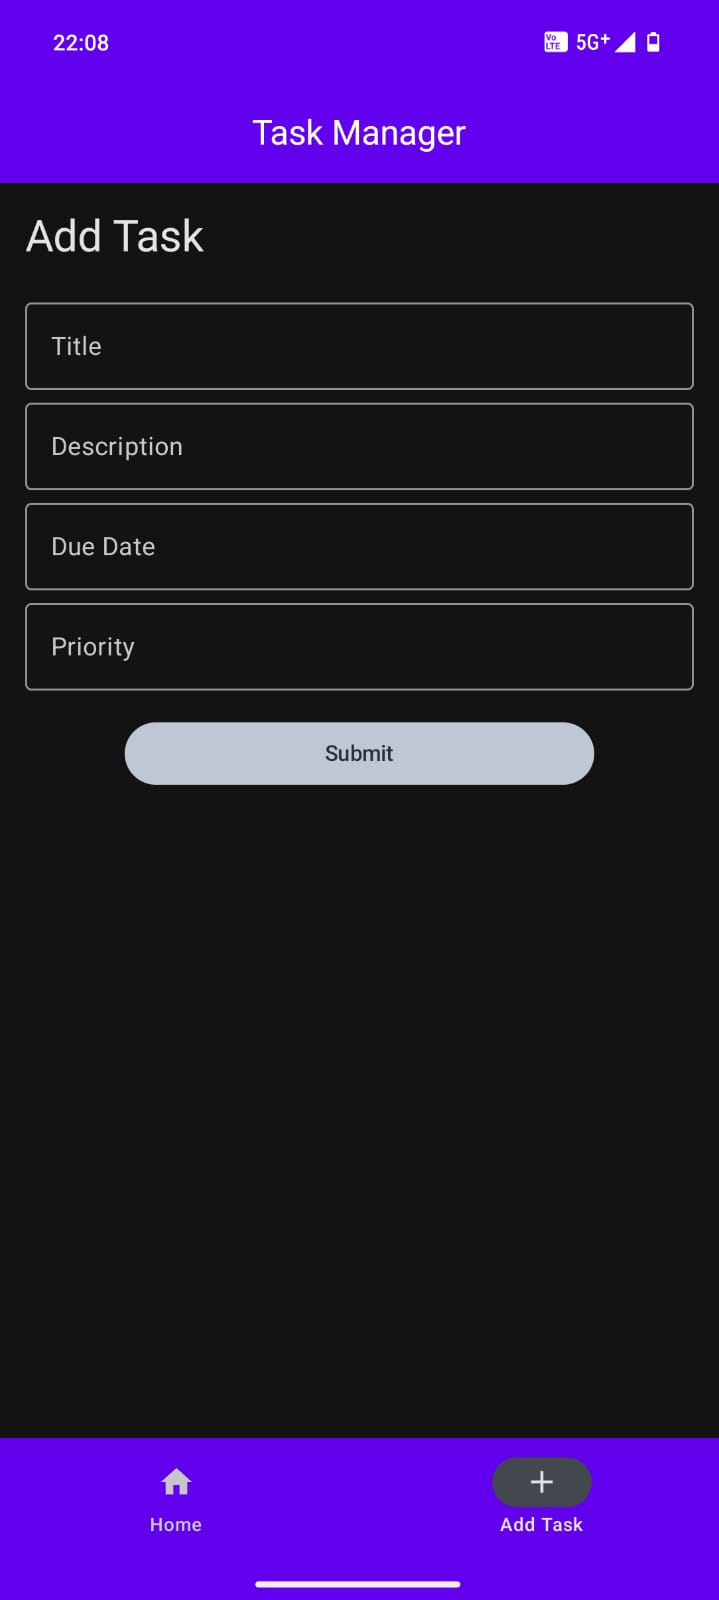 22:08
Vo LTE 5G+
Task Manager
Add Task
Title
Description
Due Date
Priority
Submit
Home
Add Task